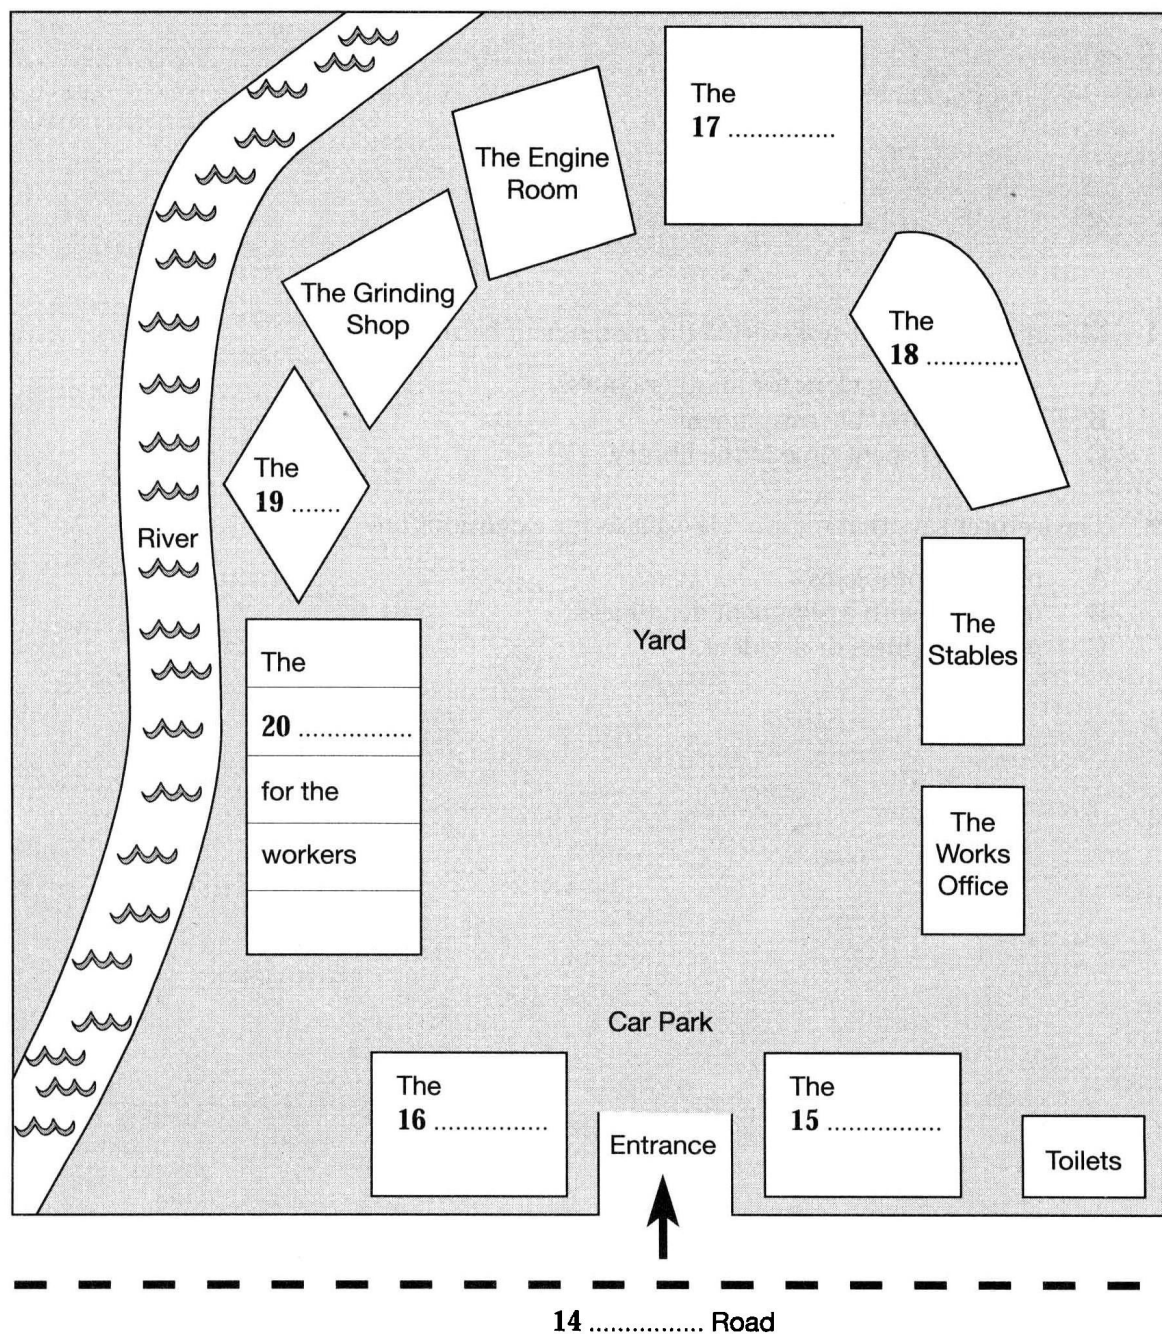 The
17 ...............
The Engine
Room
The Grinding
Shop
The
18 .............
The
19 .......
River
The
20 ................
for the
workers
Yard
The
Stables
The
Works
Office
Car Park
The
16 ................
Entrance
The
15 ................
Toilets
14 ................ Road